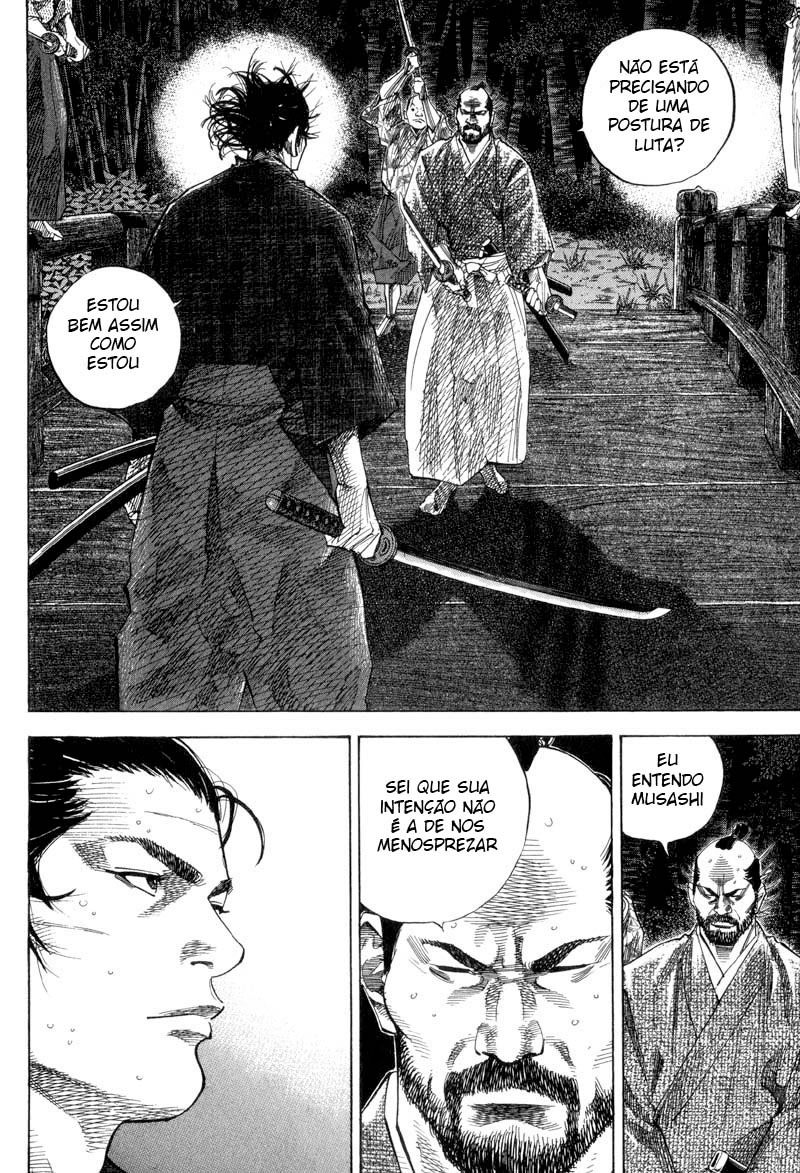 NÃO ESTÁ
PRECISANDO
DE UMA
POSTURA DE
LUTA?
ESTOU
BEM ASSIM
COMO
ESTOU
EU
ENTENDO
MUSASHI
SEI QUE SUA
INTENÇÃO NÃO
É A DE NOS
MENOSPREZAR